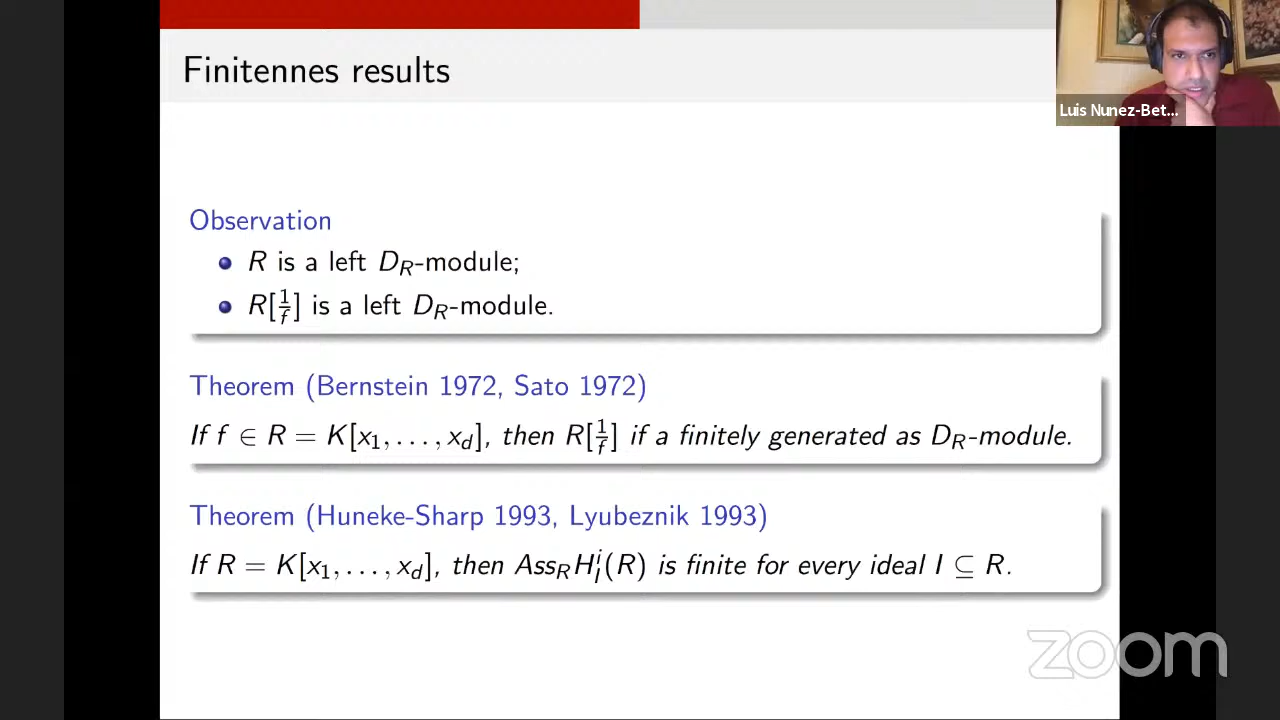 Finitennes results
Luis Nunez-Bet...
Observation
R is a left D_R-module;
R[1/f] is a left D_R-module.
Theorem (Bernstein 1972, Sato 1972)
If f ∈ R = K[x₁, . . . , x_d], then R[1/f] if a finitely generated as D_R-module.
Theorem (Huneke-Sharp 1993, Lyubeznik 1993)
If R = K[x₁, . . . , x_d], then Ass_R H^i_I(R) is finite for every ideal I ⊆ R.
zoom